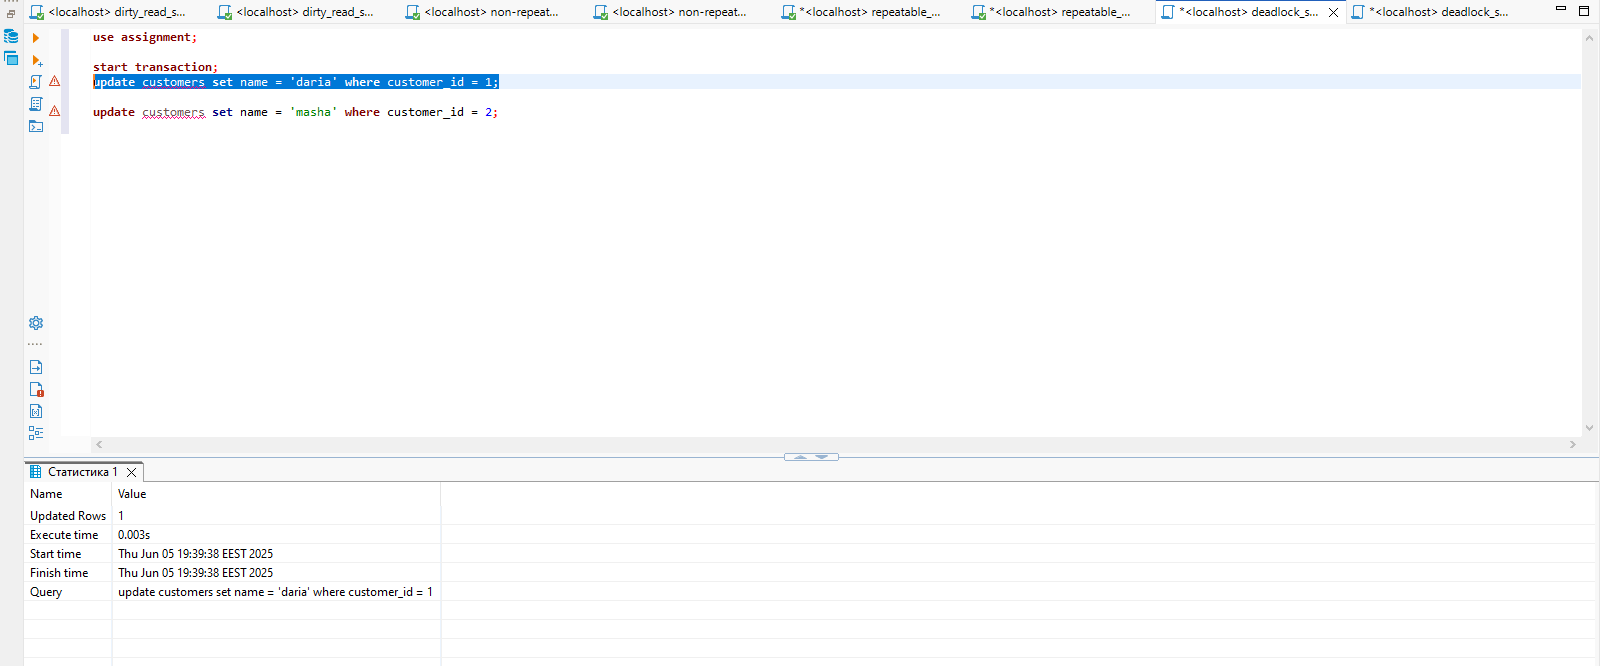 <localhost> dirty_read_s... <localhost> dirty_read_s... <localhost> non-repeat... <localhost> non-repeat... *<localhost> repeatable_... *<localhost> repeatable_... *<localhost> deadlock_s... *<localhost> deadlock_s...
use assignment;
start transaction;
update customers set name = 'daria' where customer_id = 1;
update customers set name = 'masha' where customer_id = 2;
Статистика 1
Name Value
Updated Rows 1
Execute time 0.003s
Start time Thu Jun 05 19:39:38 EEST 2025
Finish time Thu Jun 05 19:39:38 EEST 2025
Query update customers set name = 'daria' where customer_id = 1